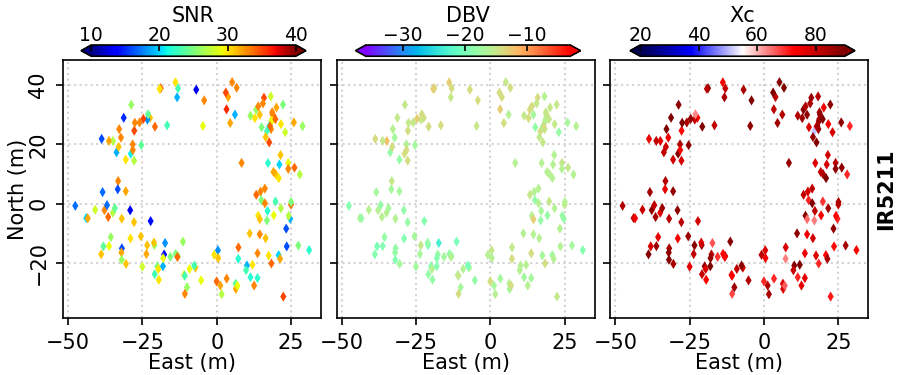 SNR DBV Xc
10 20 30 40 −30 −20 −10 20 40 60 80
40
20
0
−20
North (m)
−50 −25 0 25 −50 −25 0 25 −50 −25 0 25
East (m) East (m) East (m)
IR5211